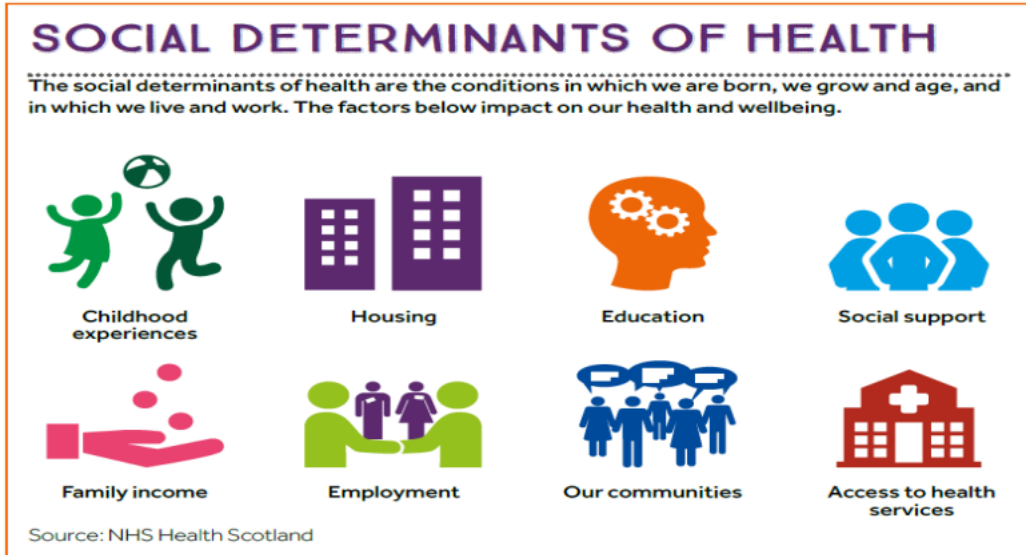 SOCIAL DETERMINANTS OF HEALTH
The social determinants of health are the conditions in which we are born, we grow and age, and
in which we live and work. The factors below impact on our health and wellbeing.
Childhood
experiences
Housing
Education
Social support
Family income
Employment
Our communities
Access to health
services
Source: NHS Health Scotland